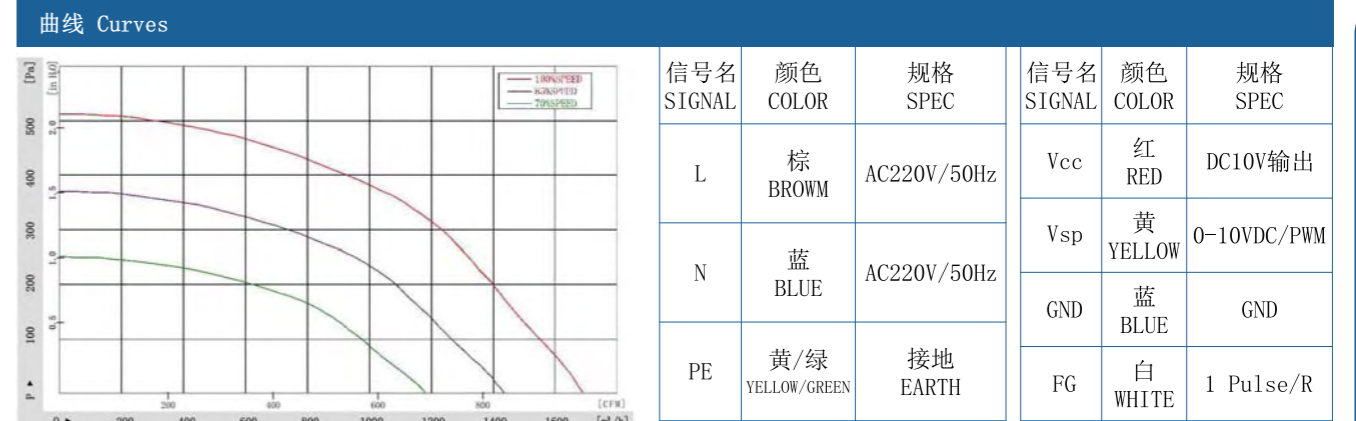 曲线 Curves
[Pa]
[in H2O]
100%SPEED
85%SPEED
70%SPEED
500
400
300
200
100
P
2.0
1.5
1.0
0.5
200 400 600 800 [CFM]
0 200 400 600 800 1000 1200 1400 1600
信号名 颜色 规格
SIGNAL COLOR SPEC
L 棕 AC220V/50Hz
BROWM
N 蓝 AC220V/50Hz
BLUE
PE 黄/绿 接地
YELLOW/GREEN EARTH
信号名 颜色 规格
SIGNAL COLOR SPEC
Vcc 红 DC10V输出
RED
Vsp 黄 0-10VDC/PWM
YELLOW
GND 蓝 GND
BLUE
FG 白 1 Pulse/R
WHITE